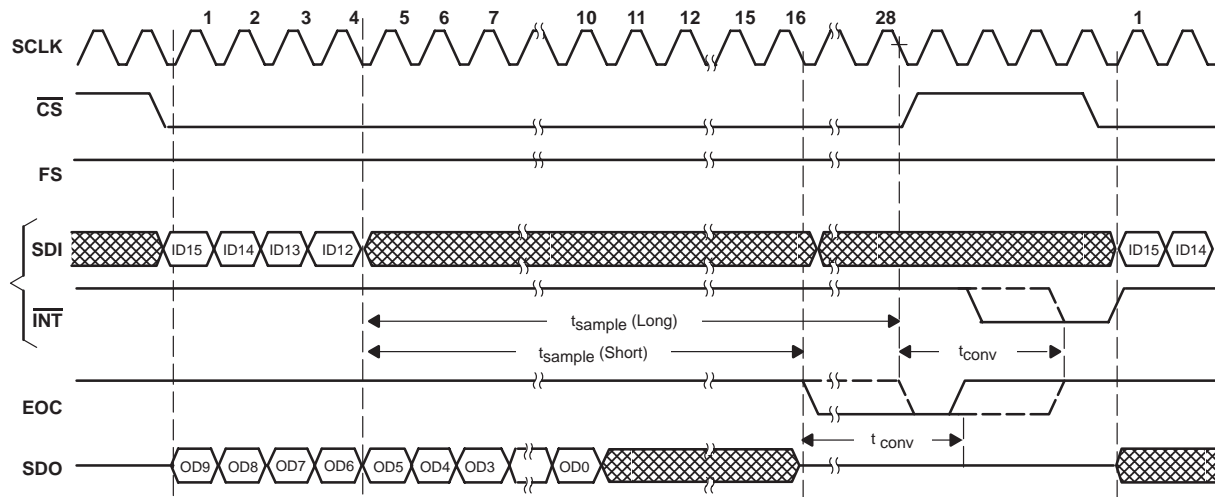 1 2 3 4 5 6 7 10 11 12 15 16 28 1
SCLK
CS
FS
SDI ID15 ID14 ID13 ID12 ID15 ID14
INT
tsample (Long)
tsample (Short) tconv
EOC
t conv
SDO OD9 OD8 OD7 OD6 OD5 OD4 OD3 OD0